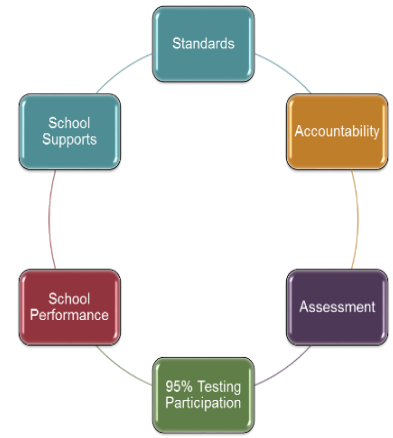 Standards
Accountability
Assessment
95% Testing
Participation
School
Performance
School
Supports